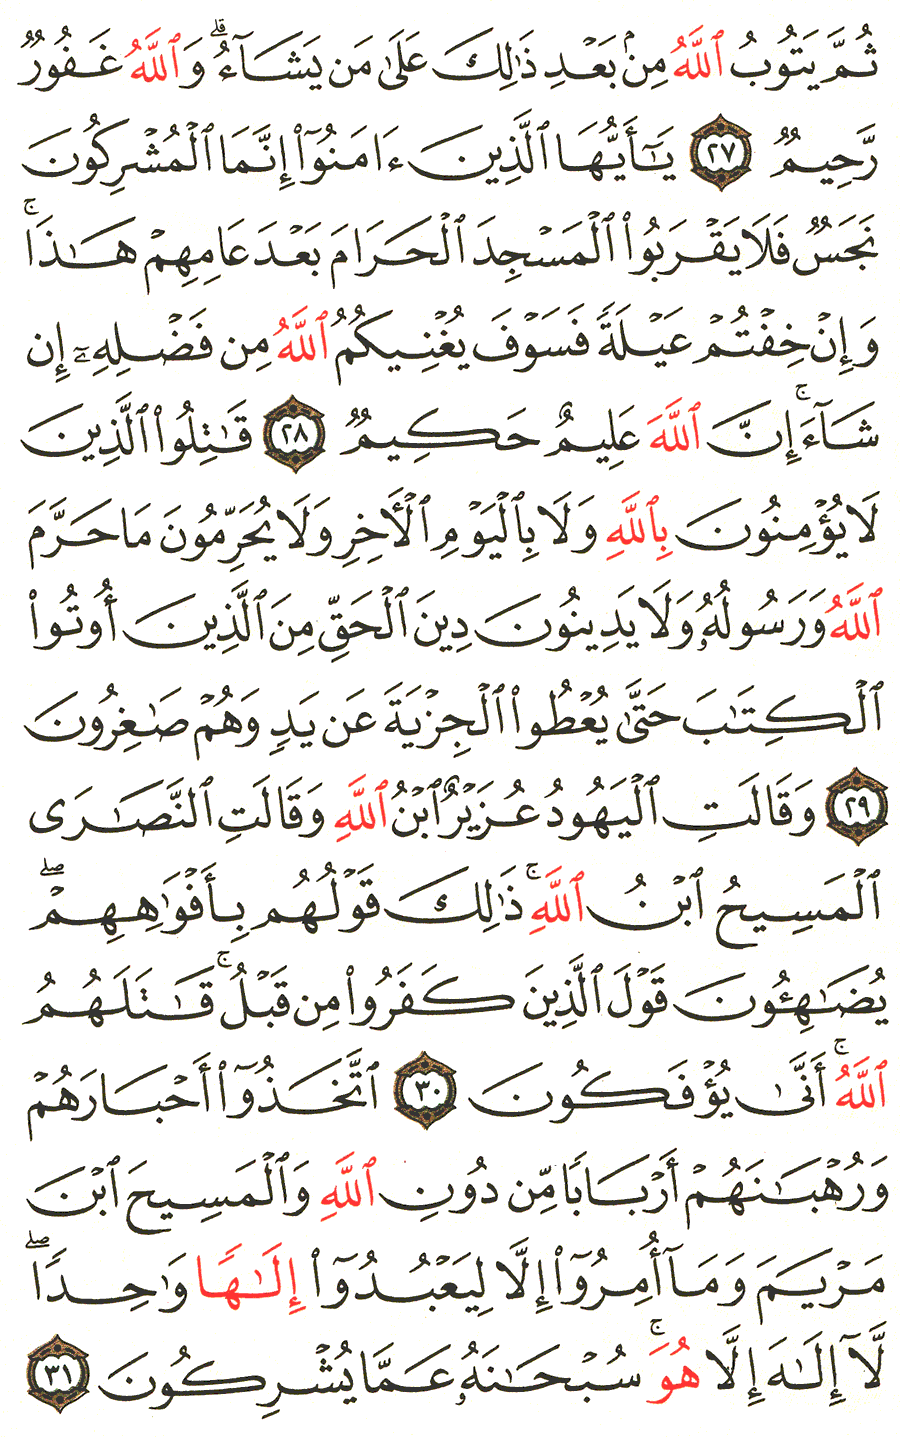 ثُمَّ يَتُوبُ ٱللَّهُ مِنۢ بَعْدِ ذَٰلِكَ عَلَىٰ مَن يَشَآءُ ۗ وَٱللَّهُ غَفُورٌ
رَّحِيمٌ ٢٧ يَـٰٓأَيُّهَا ٱلَّذِينَ ءَامَنُوٓا۟ إِنَّمَا ٱلْمُشْرِكُونَ
نَجَسٌ فَلَا يَقْرَبُوا۟ ٱلْمَسْجِدَ ٱلْحَرَامَ بَعْدَ عَامِهِمْ هَـٰذَا ۚ
وَإِنْ خِفْتُمْ عَيْلَةً فَسَوْفَ يُغْنِيكُمُ ٱللَّهُ مِن فَضْلِهِۦٓ إِن
شَآءَ ۚ إِنَّ ٱللَّهَ عَلِيمٌ حَكِيمٌ ٢٨ قَـٰتِلُوا۟ ٱلَّذِينَ
لَا يُؤْمِنُونَ بِٱللَّهِ وَلَا بِٱلْيَوْمِ ٱلْـَٔاخِرِ وَلَا يُحَرِّمُونَ مَا حَرَّمَ
ٱللَّهُ وَرَسُولُهُۥ وَلَا يَدِينُونَ دِينَ ٱلْحَقِّ مِنَ ٱلَّذِينَ أُوتُوا۟
ٱلْكِتَـٰبَ حَتَّىٰ يُعْطُوا۟ ٱلْجِزْيَةَ عَن يَدٍ وَهُمْ صَـٰغِرُونَ
٢٩ وَقَالَتِ ٱلْيَهُودُ عُزَيْرٌ ٱبْنُ ٱللَّهِ وَقَالَتِ ٱلنَّصَـٰرَى
ٱلْمَسِيحُ ٱبْنُ ٱللَّهِ ۚ ذَٰلِكَ قَوْلُهُم بِأَفْوَٰهِهِمْ ۖ
يُضَـٰهِـُٔونَ قَوْلَ ٱلَّذِينَ كَفَرُوا۟ مِن قَبْلُ ۚ قَـٰتَلَهُمُ
ٱللَّهُ ۚ أَنَّىٰ يُؤْفَكُونَ ٣٠ ٱتَّخَذُوٓا۟ أَحْبَارَهُمْ
وَرُهْبَـٰنَهُمْ أَرْبَابًا مِّن دُونِ ٱللَّهِ وَٱلْمَسِيحَ ٱبْنَ
مَرْيَمَ وَمَآ أُمِرُوٓا۟ إِلَّا لِيَعْبُدُوٓا۟ إِلَـٰهًا وَٰحِدًا ۖ
لَّآ إِلَـٰهَ إِلَّا هُوَ ۚ سُبْحَـٰنَهُۥ عَمَّا يُشْرِكُونَ ٣١